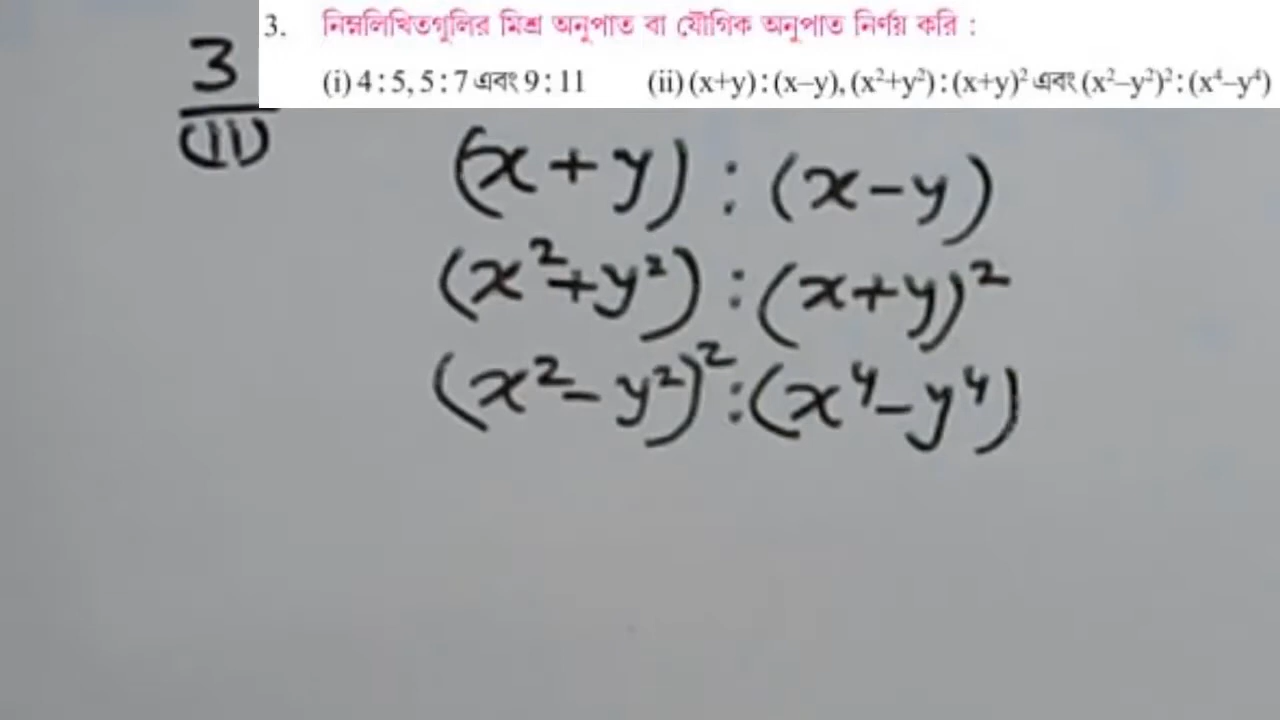 3. নিম্নলিখিতগুলির মিশ্র অনুপাত বা যৌগিক অনুপাত নির্ণয় করি :
(i) 4 : 5, 5 : 7 এবং 9 : 11 (ii) (x+y) : (x–y), (x²+y²) : (x+y)² এবং (x²–y²)² : (x⁴–y⁴)
3
(ii)
(x+y) : (x-y)
(x²+y²) : (x+y)²
(x²-y²)² : (x⁴-y⁴)